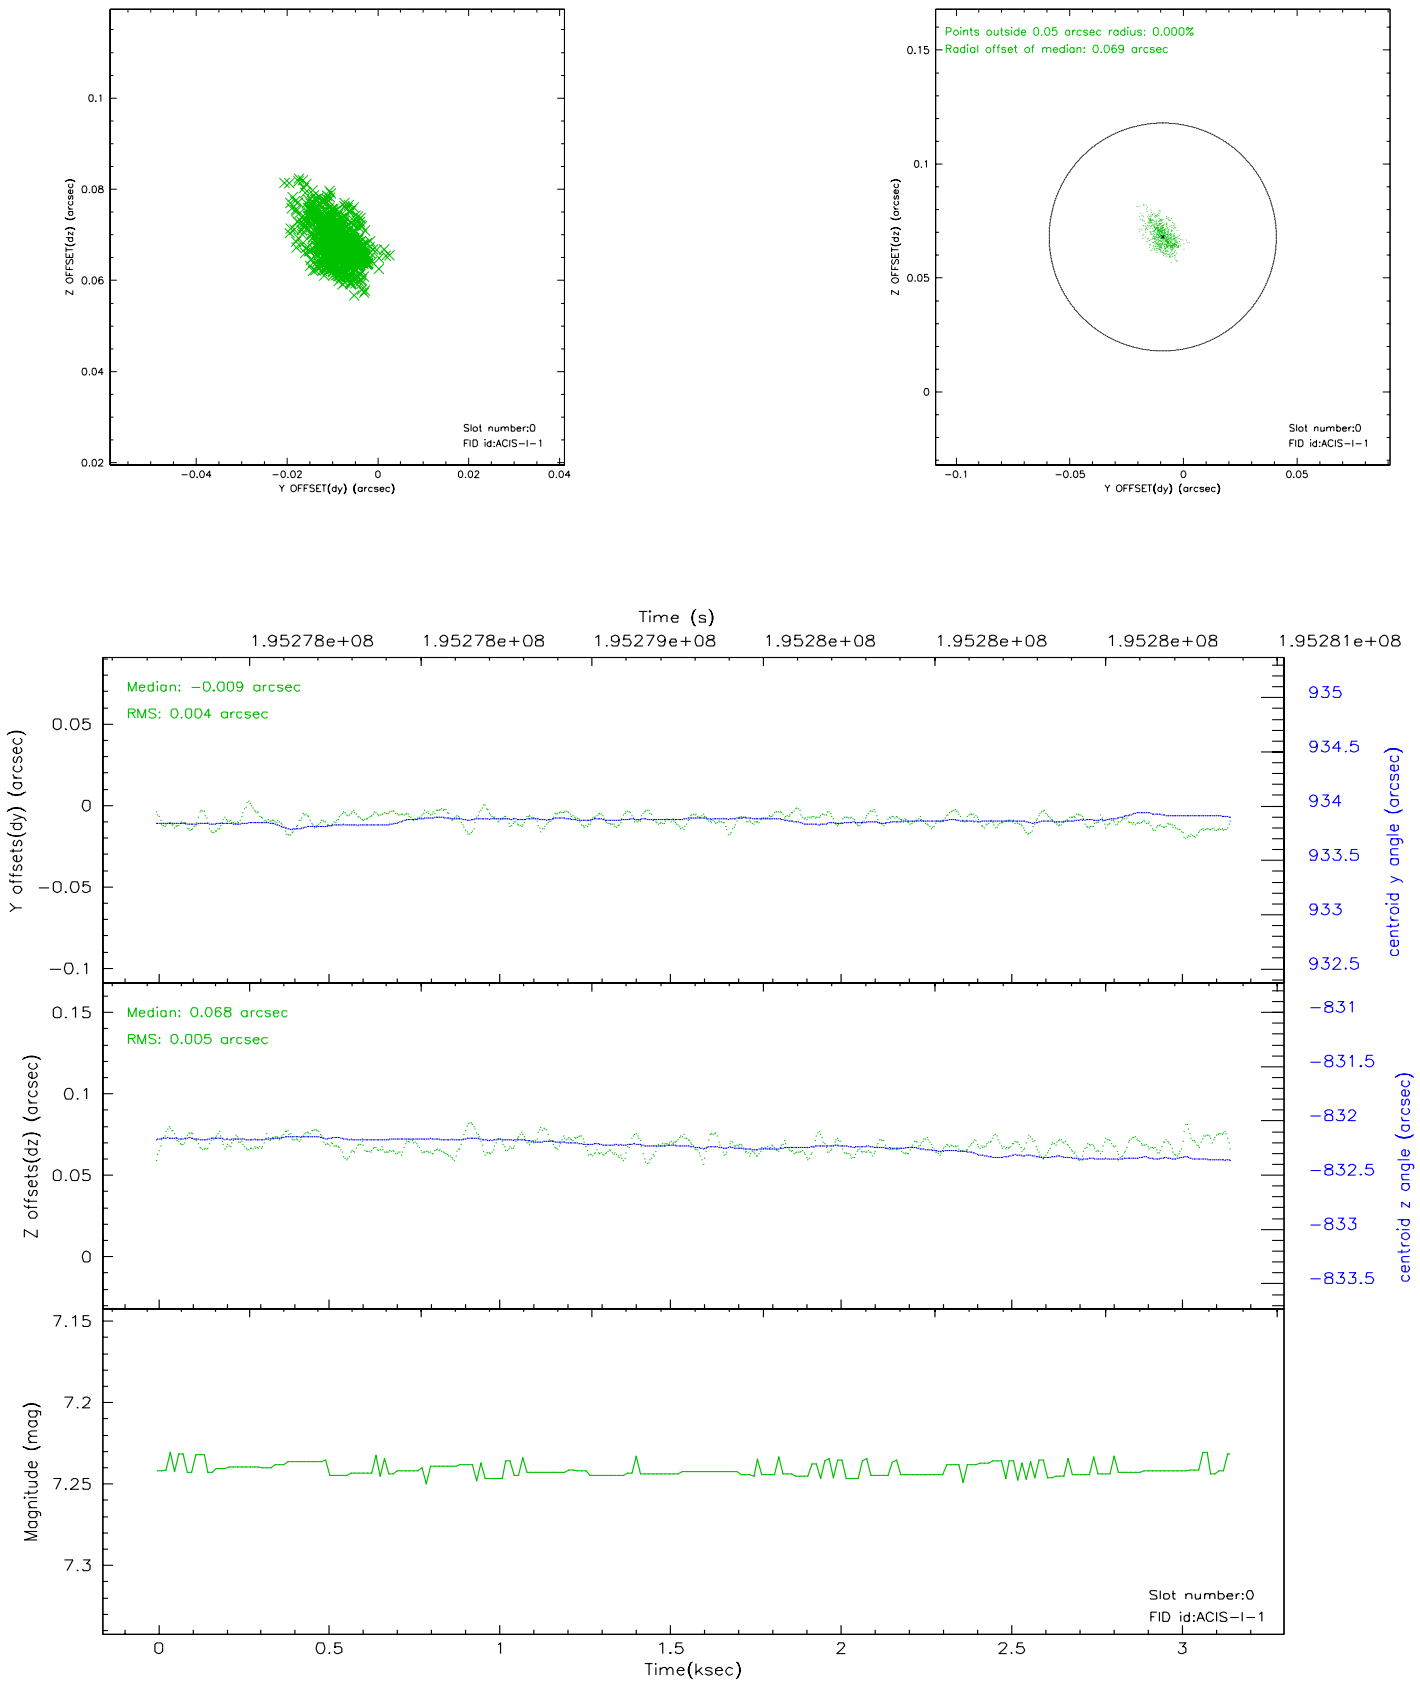 0.1
0.08
0.06
0.04
0.02
Z OFFSET(dz) (arcsec)
Slot number:0
FID id:ACIS-I-1
-0.04 -0.02 0 0.02 0.04
Y OFFSET(dy) (arcsec)
Points outside 0.05 arcsec radius: 0.000%
Radial offset of median: 0.069 arcsec
0.15
0.1
0.05
0
Z OFFSET(dz) (arcsec)
Slot number:0
FID id:ACIS-I-1
-0.1 -0.05 0 0.05
Y OFFSET(dy) (arcsec)
Time (s)
1.95278e+08 1.95278e+08 1.95279e+08 1.9528e+08 1.9528e+08 1.9528e+08 1.95281e+08
Median: -0.009 arcsec
RMS: 0.004 arcsec
0.05
0
-0.05
-0.1
Y offsets(dy) (arcsec)
935
934.5
934
933.5
933
932.5
centroid y angle (arcsec)
Median: 0.068 arcsec
RMS: 0.005 arcsec
0.15
0.1
0.05
0
Z offsets(dz) (arcsec)
-831
-831.5
-832
-832.5
-833
-833.5
centroid z angle (arcsec)
7.15
7.2
7.25
7.3
Magnitude (mag)
Slot number:0
FID id:ACIS-I-1
0 0.5 1 1.5 2 2.5 3
Time(ksec)